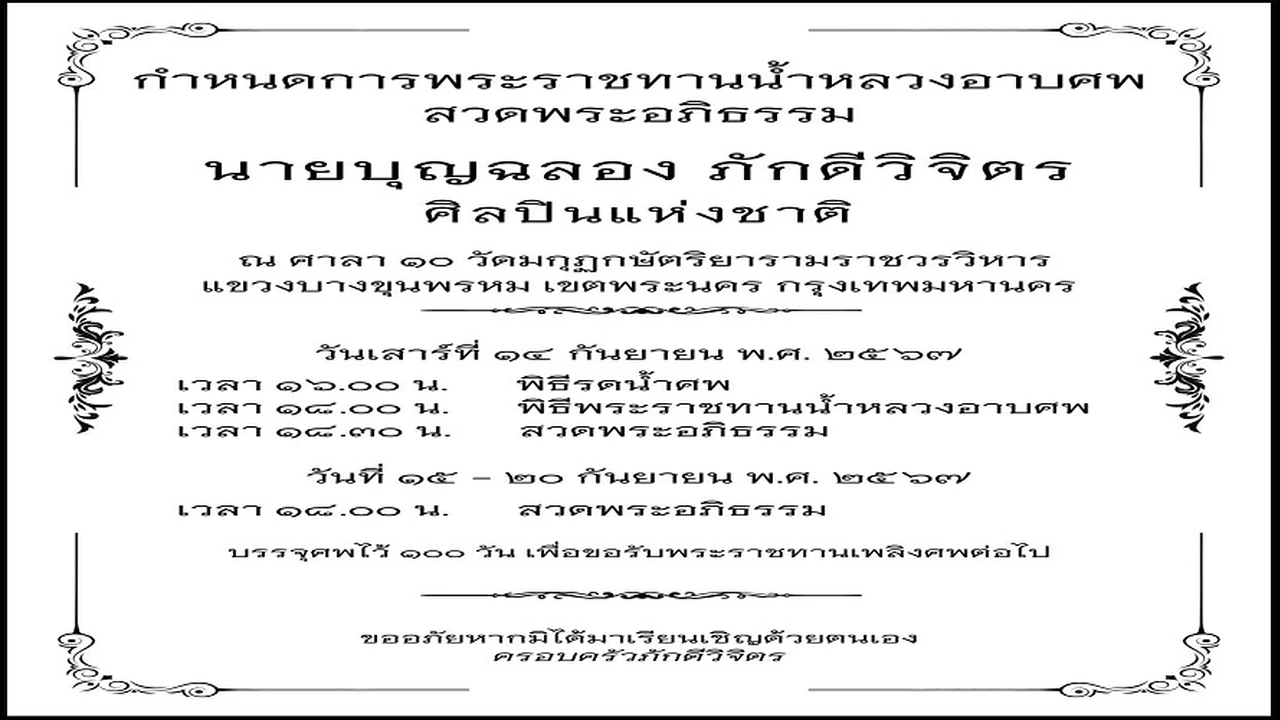 กำหนดการพระราชทานน้ำหลวงอาบศพ
สวดพระอภิธรรม
นายบุญฉลอง ภักดีวิจิตร
ศิลปินแห่งชาติ
ณ ศาลา ๑๐ วัดมกุฏกษัตริยารามราชวรวิหาร
แขวงบางขุนพรหม เขตพระนคร กรุงเทพมหานคร
วันเสาร์ที่ ๑๔ กันยายน พ.ศ. ๒๕๖๗
เวลา ๑๖.๐๐ น. พิธีรดน้ำศพ
เวลา ๑๘.๐๐ น. พิธีพระราชทานน้ำหลวงอาบศพ
เวลา ๑๘.๓๐ น. สวดพระอภิธรรม
วันที่ ๑๕ – ๒๐ กันยายน พ.ศ. ๒๕๖๗
เวลา ๑๘.๐๐ น. สวดพระอภิธรรม
บรรจุศพไว้ ๑๐๐ วัน เพื่อขอรับพระราชทานเพลิงศพต่อไป
ขออภัยหากมิได้มาเรียนเชิญด้วยตนเอง
ครอบครัวภักดีวิจิตร